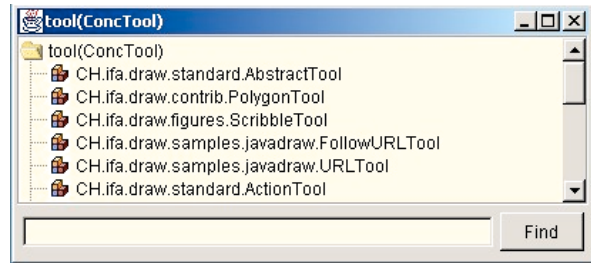 tool(ConcTool)
tool(ConcTool)
CH.ifa.draw.standard.AbstractTool
CH.ifa.draw.contrib.PolygonTool
CH.ifa.draw.figures.ScribbleTool
CH.ifa.draw.samples.javadraw.FollowURLTool
CH.ifa.draw.samples.javadraw.URLTool
CH.ifa.draw.standard.ActionTool
Find